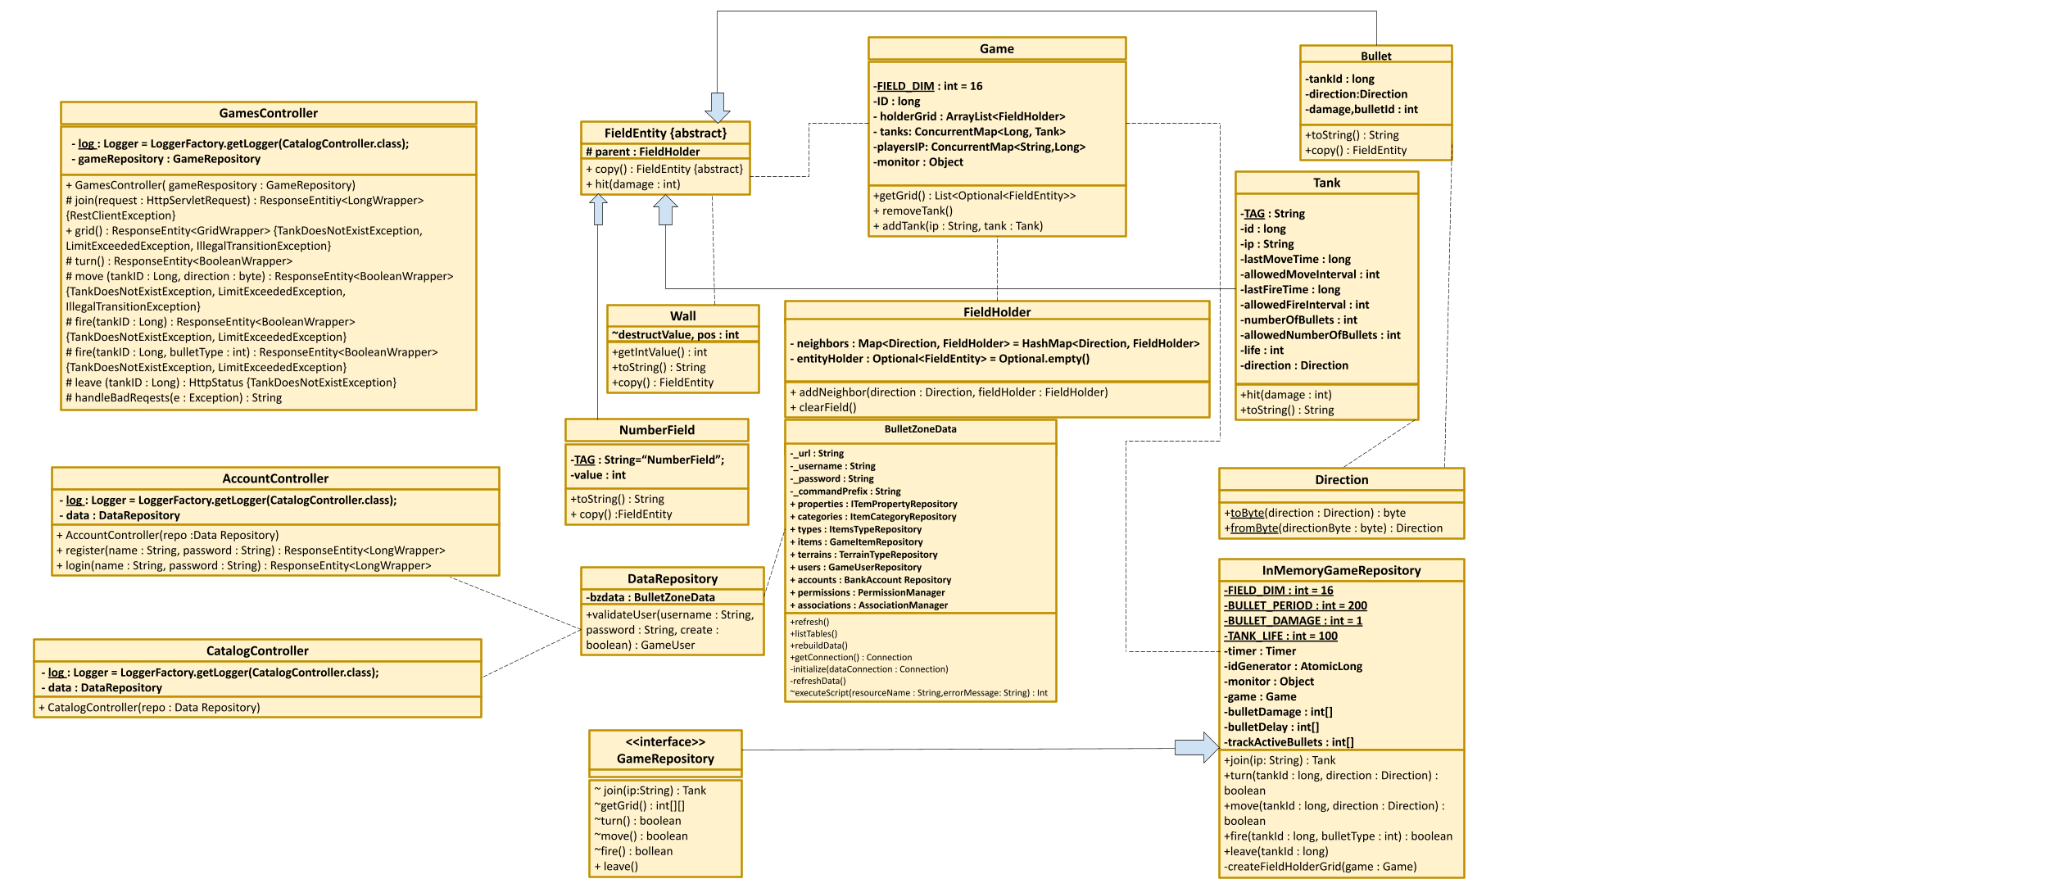 GamesController
- log : Logger = LoggerFactory.getLogger(CatalogController.class);
- gameRepository : GameRepository
+ GamesController( gameRespository : GameRepository)
# join(request : HttpServletRequest) : ResponseEntitiy<LongWrapper>
{RestClientException}
+ grid() : ResponseEntity<GridWrapper> {TankDoesNotExistException,
LimitExceededException, IllegalTransitionException}
# turn() : ResponseEntity<BooleanWrapper>
# move (tankID : Long, direction : byte) : ResponseEntity<BooleanWrapper>
{TankDoesNotExistException, LimitExceededException,
IllegalTransitionException}
# fire(tankID : Long) : ResponseEntity<BooleanWrapper>
{TankDoesNotExistException, LimitExceededException}
# fire(tankID : Long, bulletType : int) : ResponseEntity<BooleanWrapper>
{TankDoesNotExistException, LimitExceededException}
# leave (tankID : Long) : HttpStatus {TankDoesNotExistException}
# handleBadReqests(e : Exception) : String
AccountController
- log : Logger = LoggerFactory.getLogger(CatalogController.class);
- data : DataRepository
+ AccountController(repo :Data Repository)
+ register(name : String, password : String) : ResponseEntity<LongWrapper>
+ login(name : String, password : String) : ResponseEntity<LongWrapper>
CatalogController
- log : Logger = LoggerFactory.getLogger(CatalogController.class);
- data : DataRepository
+ CatalogController(repo : Data Repository)
FieldEntity {abstract}
# parent : FieldHolder
+ copy() : FieldEntity {abstract}
+ hit(damage : int)
Wall
~destructValue, pos : int
+getIntValue() : int
+toString() : String
+copy() : FieldEntity
NumberField
-TAG : String=“NumberField”;
-value : int
+toString() : String
+ copy() :FieldEntity
DataRepository
-bzdata : BulletZoneData
+validateUser(username : String,
password : String, create :
boolean) : GameUser
<<interface>>
GameRepository
~ join(ip:String) : Tank
~getGrid() : int[][]
~turn() : boolean
~move() : boolean
~fire() : bollean
+ leave()
Game
-FIELD_DIM : int = 16
-ID : long
- holderGrid : ArrayList<FieldHolder>
- tanks: ConcurrentMap<Long, Tank>
-playersIP: ConcurrentMap<String,Long>
-monitor : Object
+getGrid() : List<Optional<FieldEntity>>
+ removeTank()
+ addTank(ip : String, tank : Tank)
FieldHolder
- neighbors : Map<Direction, FieldHolder> = HashMap<Direction, FieldHolder>
- entityHolder : Optional<FieldEntity> = Optional.empty()
+ addNeighbor(direction : Direction, fieldHolder : FieldHolder)
+ clearField()
BulletZoneData
-_url : String
-_username : String
-_password : String
-_commandPrefix : String
+ properties : ITemPropertyRepository
+ categories : ItemCategoryRepository
+ types : ItemsTypeRepository
+ items : GameItemRepository
+ terrains : TerrainTypeRepository
+ users : GameUserRepository
+ accounts : BankAccount Repository
+ permissions : PermissionManager
+ associations : AssociationManager
+refresh()
+listTables()
+rebuildData()
+getConnection() : Connection
-initialize(dataConnection : Connection)
-refreshData()
~executeScript(resourceName : String,errorMessage: String) : Int
Bullet
-tankId : long
-direction:Direction
-damage,bulletId : int
+toString() : String
+copy() : FieldEntity
Tank
-TAG : String
-id : long
-ip : String
-lastMoveTime : long
-allowedMoveInterval : int
-lastFireTime : long
-allowedFireInterval : int
-numberOfBullets : int
-allowedNumberOfBullets : int
-life : int
-direction : Direction
+hit(damage : int)
+toString() : String
Direction
+toByte(direction : Direction) : byte
+fromByte(directionByte : byte) : Direction
InMemoryGameRepository
-FIELD_DIM : int = 16
-BULLET_PERIOD : int = 200
-BULLET_DAMAGE : int = 1
-TANK_LIFE : int = 100
-timer : Timer
-idGenerator : AtomicLong
-monitor : Object
-game : Game
-bulletDamage : int[]
-bulletDelay : int[]
-trackActiveBullets : int[]
+join(ip: String) : Tank
+turn(tankId : long, direction : Direction) :
boolean
+move(tankId : long, direction : Direction) :
boolean
+fire(tankId : long, bulletType : int) : boolean
+leave(tankId : long)
-createFieldHolderGrid(game : Game)